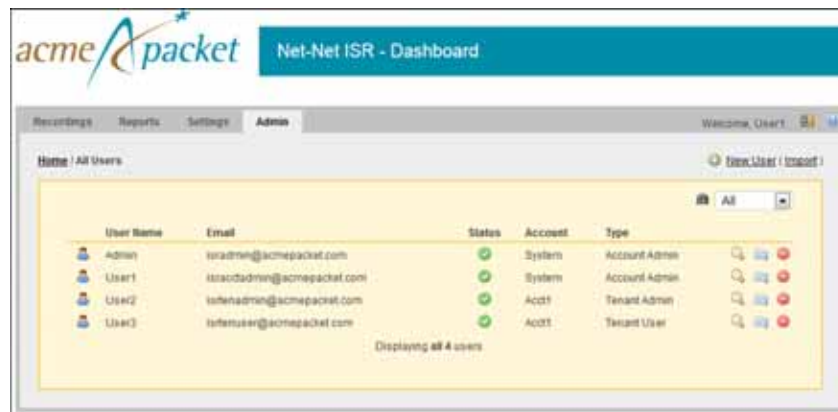 acme packet
Net-Net ISR - Dashboard
Recordings Reports Settings Admin Welcome, User1
Home / All Users New User ( Import )
All
User Name Email Status Account Type
Admin isradmin@acmepacket.com System Account Admin
User1 isracctadmin@acmepacket.com System Account Admin
User2 isrtenadmin@acmepacket.com Acct1 Tenant Admin
User3 isrtenuser@acmepacket.com Acct1 Tenant User
Displaying all 4 users